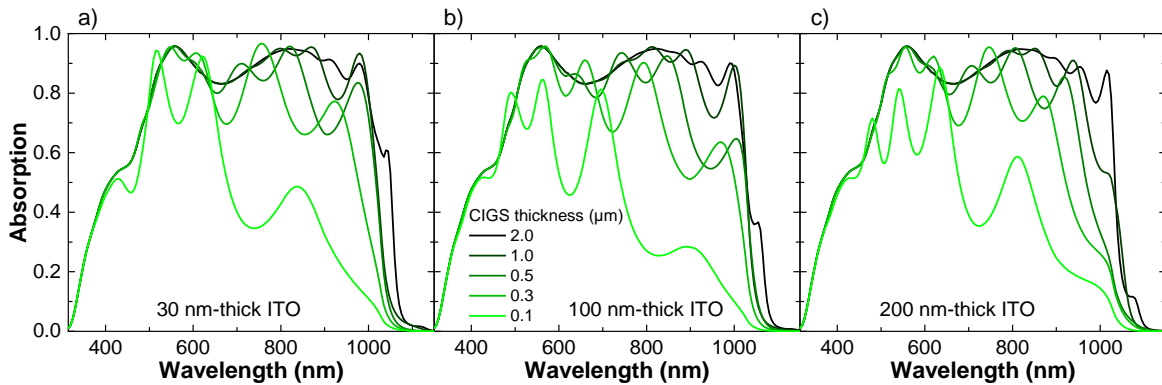 a)
b)
c)
Absorption
1.0
0.8
0.6
0.4
0.2
0.0
CIGS thickness (µm)
2.0
1.0
0.5
0.3
0.1
30 nm-thick ITO
100 nm-thick ITO
200 nm-thick ITO
400 600 800 1000
400 600 800 1000
400 600 800 1000
Wavelength (nm)
Wavelength (nm)
Wavelength (nm)